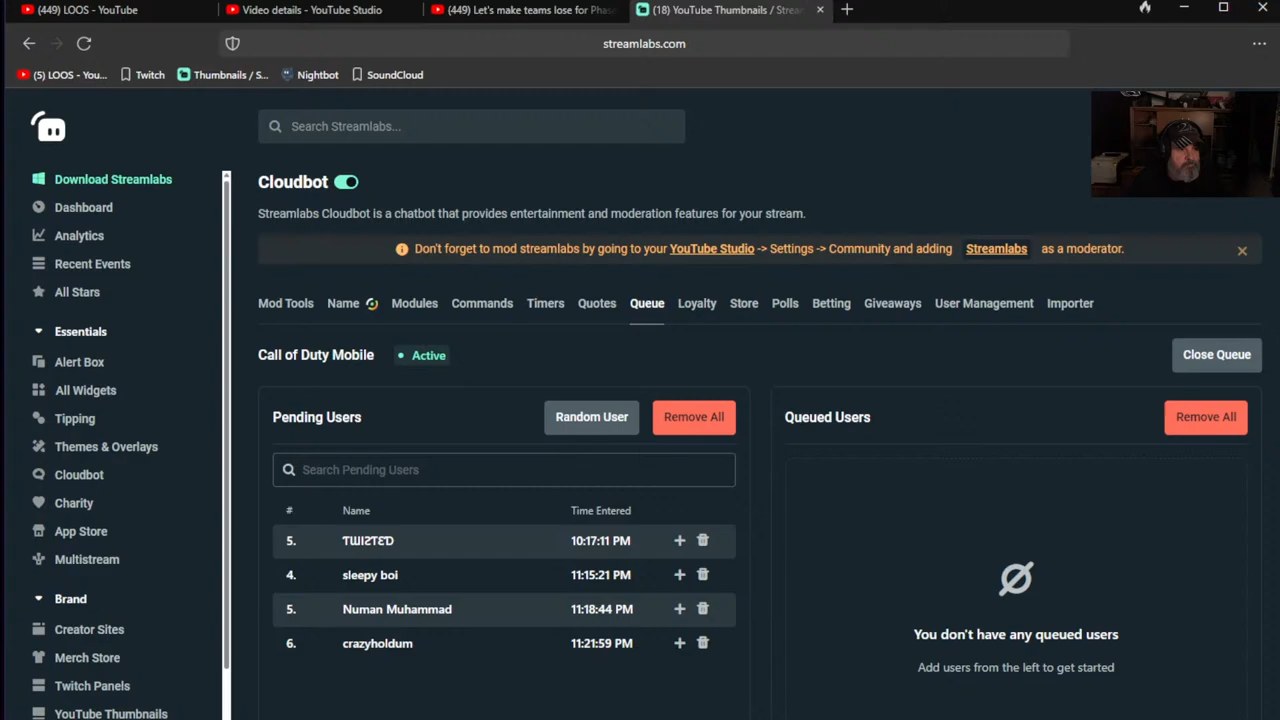 (449) LOOS - YouTube
Video details - YouTube Studio
(449) Let's make teams lose for Phase
(18) YouTube Thumbnails / Stream
streamlabs.com
(5) LOOS - You...
Twitch
Thumbnails / S...
Nightbot
SoundCloud
Search Streamlabs...
Download Streamlabs
Dashboard
Analytics
Recent Events
All Stars
Essentials
Alert Box
All Widgets
Tipping
Themes & Overlays
Cloudbot
Charity
App Store
Multistream
Brand
Creator Sites
Merch Store
Twitch Panels
YouTube Thumbnails
Cloudbot
Streamlabs Cloudbot is a chatbot that provides entertainment and moderation features for your stream.
Don't forget to mod streamlabs by going to your YouTube Studio -> Settings -> Community and adding Streamlabs as a moderator.
Mod Tools Name Modules Commands Timers Quotes Queue Loyalty Store Polls Betting Giveaways User Management Importer
Call of Duty Mobile Active Close Queue
Pending Users Random User Remove All
Search Pending Users
# Name Time Entered
5. TWIƧTƐD 10:17:11 PM
4. sleepy boi 11:15:21 PM
5. Numan Muhammad 11:18:44 PM
6. crazyholdum 11:21:59 PM
Queued Users Remove All
You don't have any queued users
Add users from the left to get started